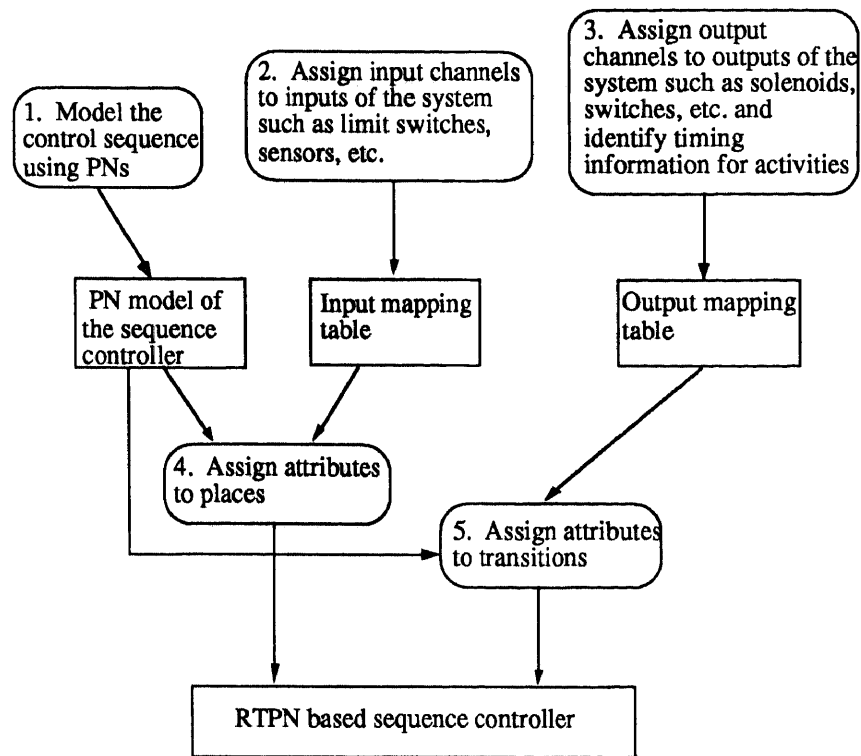 1. Model the
control sequence
using PNs
2. Assign input channels
to inputs of the system
such as limit switches,
sensors, etc.
3. Assign output
channels to outputs of the
system such as solenoids,
switches, etc. and
identify timing
information for activities
PN model of
the sequence
controller
Input mapping
table
Output mapping
table
4. Assign attributes
to places
5. Assign attributes
to transitions
RTPN based sequence controller